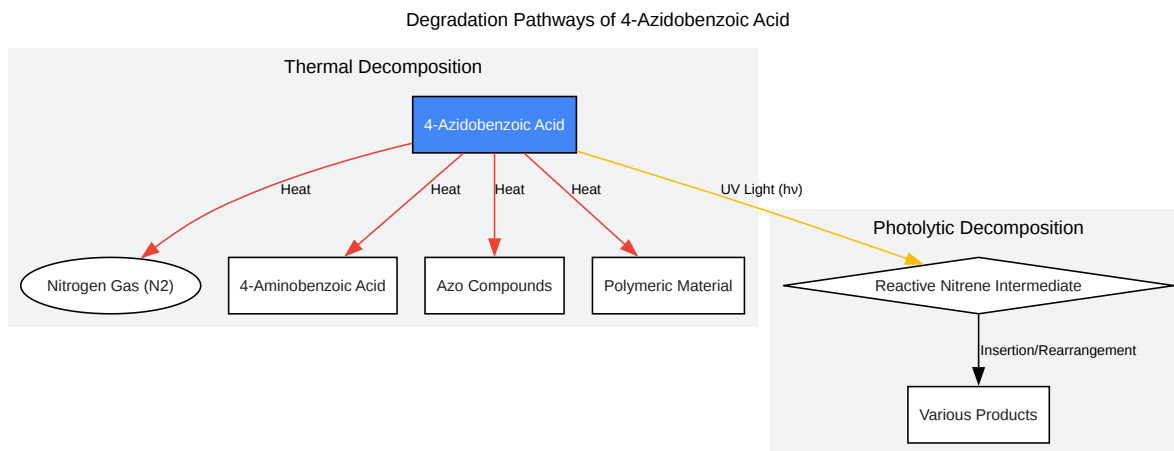 Degradation Pathways of 4-Azidobenzoic Acid
Thermal Decomposition
4-Azidobenzoic Acid
Heat
Heat
Heat
Heat
UV Light (hν)
Photolytic Decomposition
Nitrogen Gas (N2)
4-Aminobenzoic Acid
Azo Compounds
Polymeric Material
Reactive Nitrene Intermediate
Insertion/Rearrangement
Various Products